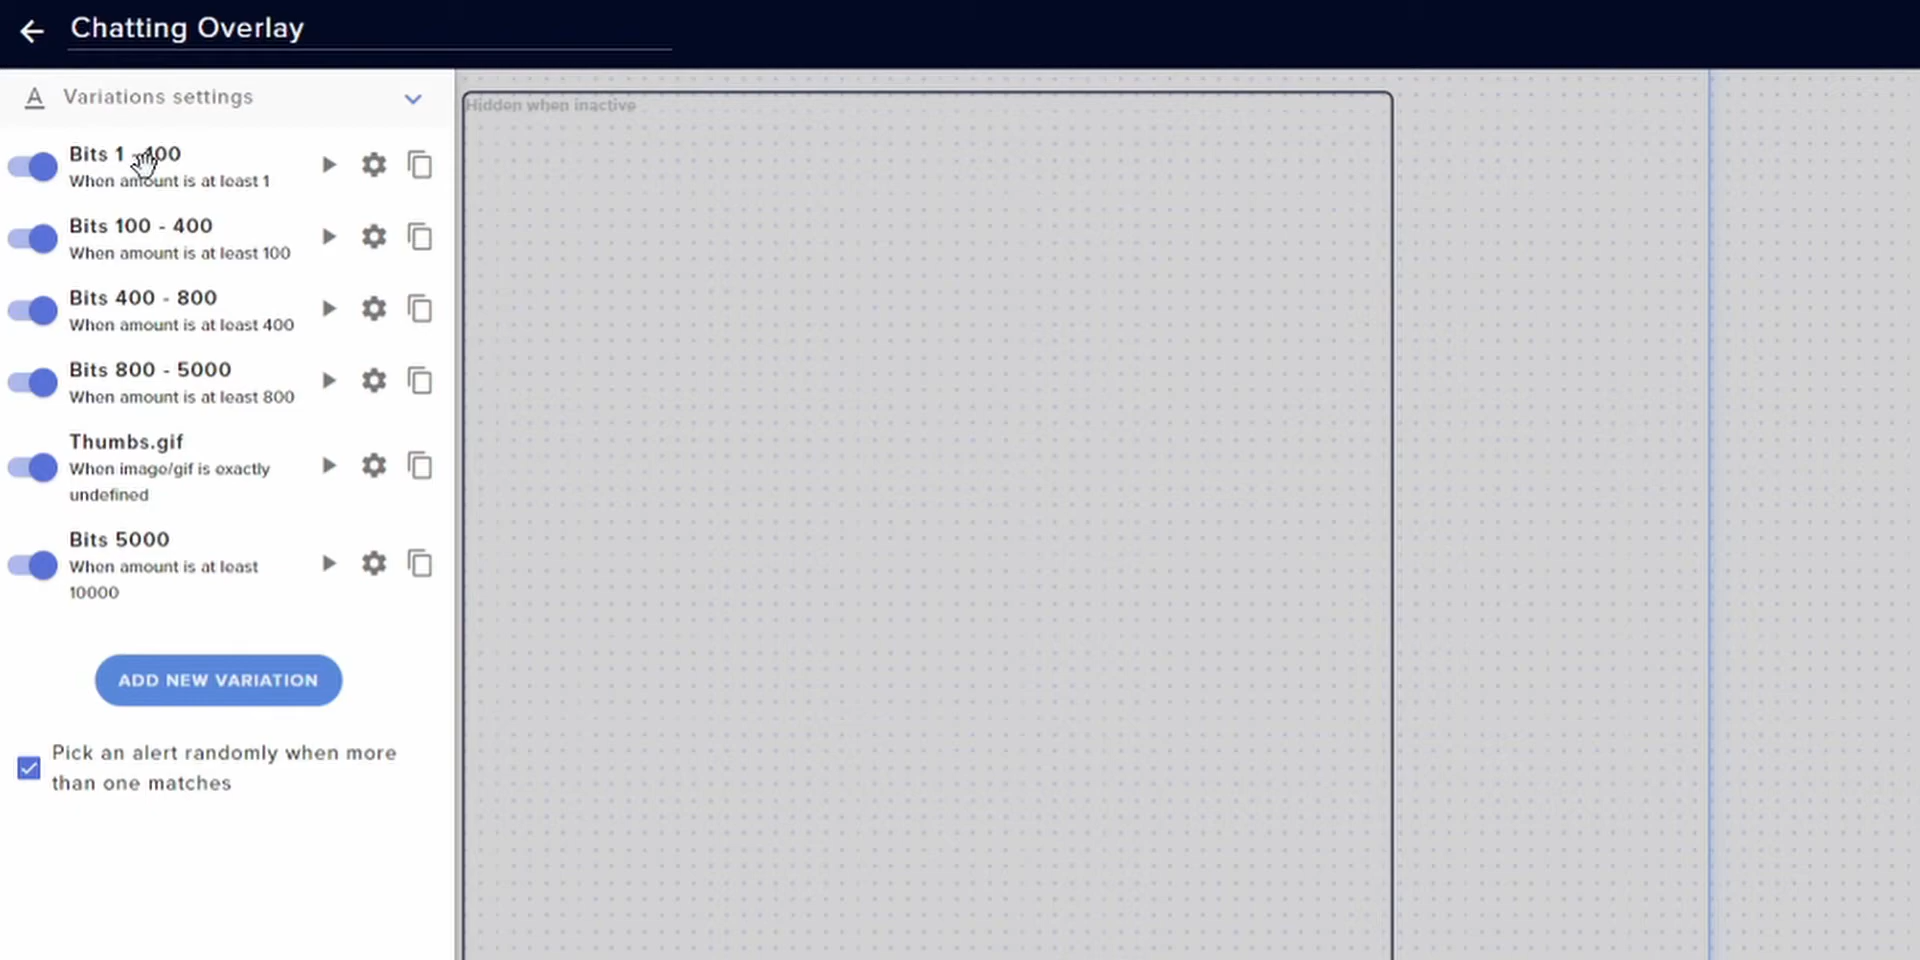 Chatting Overlay
Variations settings
Hidden when inactive
Bits 1
When amount is at least 1
Bits 100 - 400
When amount is at least 100
Bits 400 - 800
When amount is at least 400
Bits 800 - 5000
When amount is at least 800
Thumbs.gif
When image/gif is exactly
undefined
Bits 5000
When amount is at least
10000
ADD NEW VARIATION
Pick an alert randomly when more
than one matches